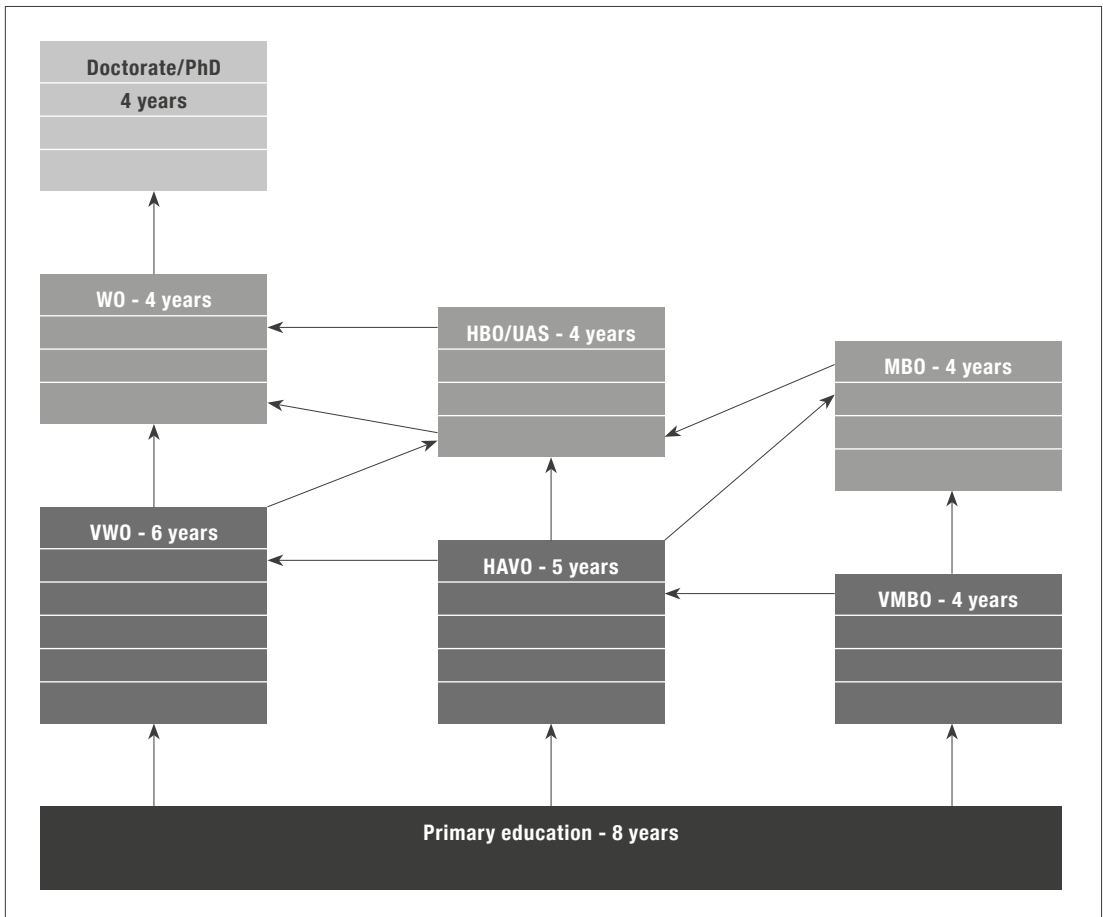 Doctorate/PhD
4 years
WO - 4 years
HBO/UAS - 4 years
MBO - 4 years
VWO - 6 years
HAVO - 5 years
VMBO - 4 years
Primary education - 8 years